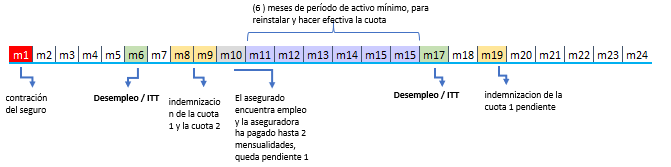 (6 ) meses de período de activo mínimo, para
reinstalar y hacer efectiva la cuota
m1 m2 m3 m4 m5 m6 m7 m8 m9 m10 m11 m12 m13 m14 m15 m15 m17 m18 m19 m20 m21 m22 m23 m24
contración
del seguro
Desempleo / ITT
indemnizacio
n de la cuota
1 y la cuota 2
El asegurado
encuentra empleo
y la aseguradora
ha pagado hasta 2
mensualidades,
queda pendiente 1
Desempleo / ITT
indemnizacion de la
cuota 1 pendiente